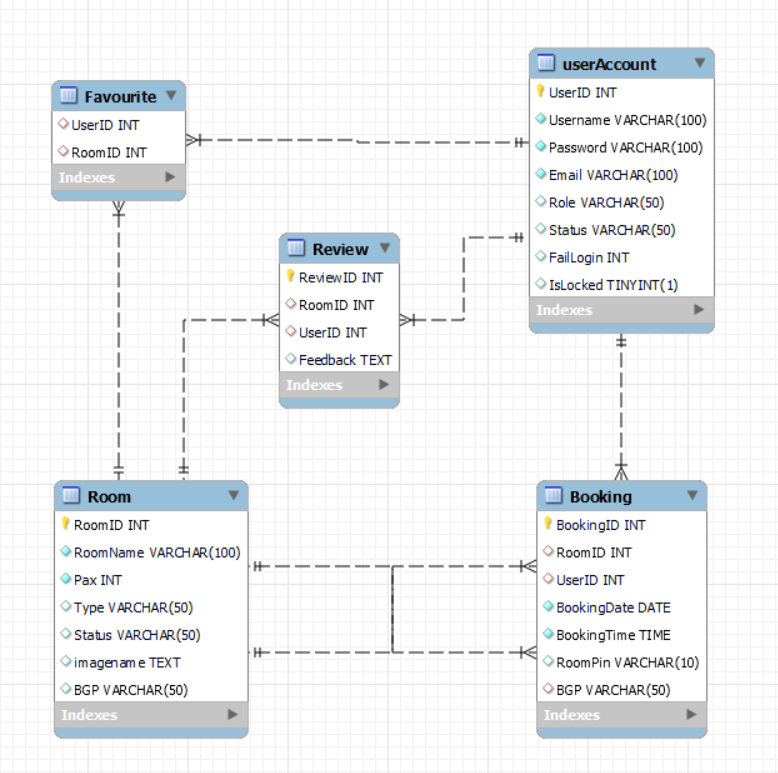 Favourite
UserID INT
RoomID INT
Indexes
userAccount
UserID INT
Username VARCHAR(100)
Password VARCHAR(100)
Email VARCHAR(100)
Role VARCHAR(50)
Status VARCHAR(50)
FailLogin INT
IsLocked TINYINT(1)
Indexes
Review
ReviewID INT
RoomID INT
UserID INT
Feedback TEXT
Indexes
Room
RoomID INT
RoomName VARCHAR(100)
Pax INT
Type VARCHAR(50)
Status VARCHAR(50)
imagename TEXT
BGP VARCHAR(50)
Indexes
Booking
BookingID INT
RoomID INT
UserID INT
BookingDate DATE
BookingTime TIME
RoomPin VARCHAR(10)
BGP VARCHAR(50)
Indexes